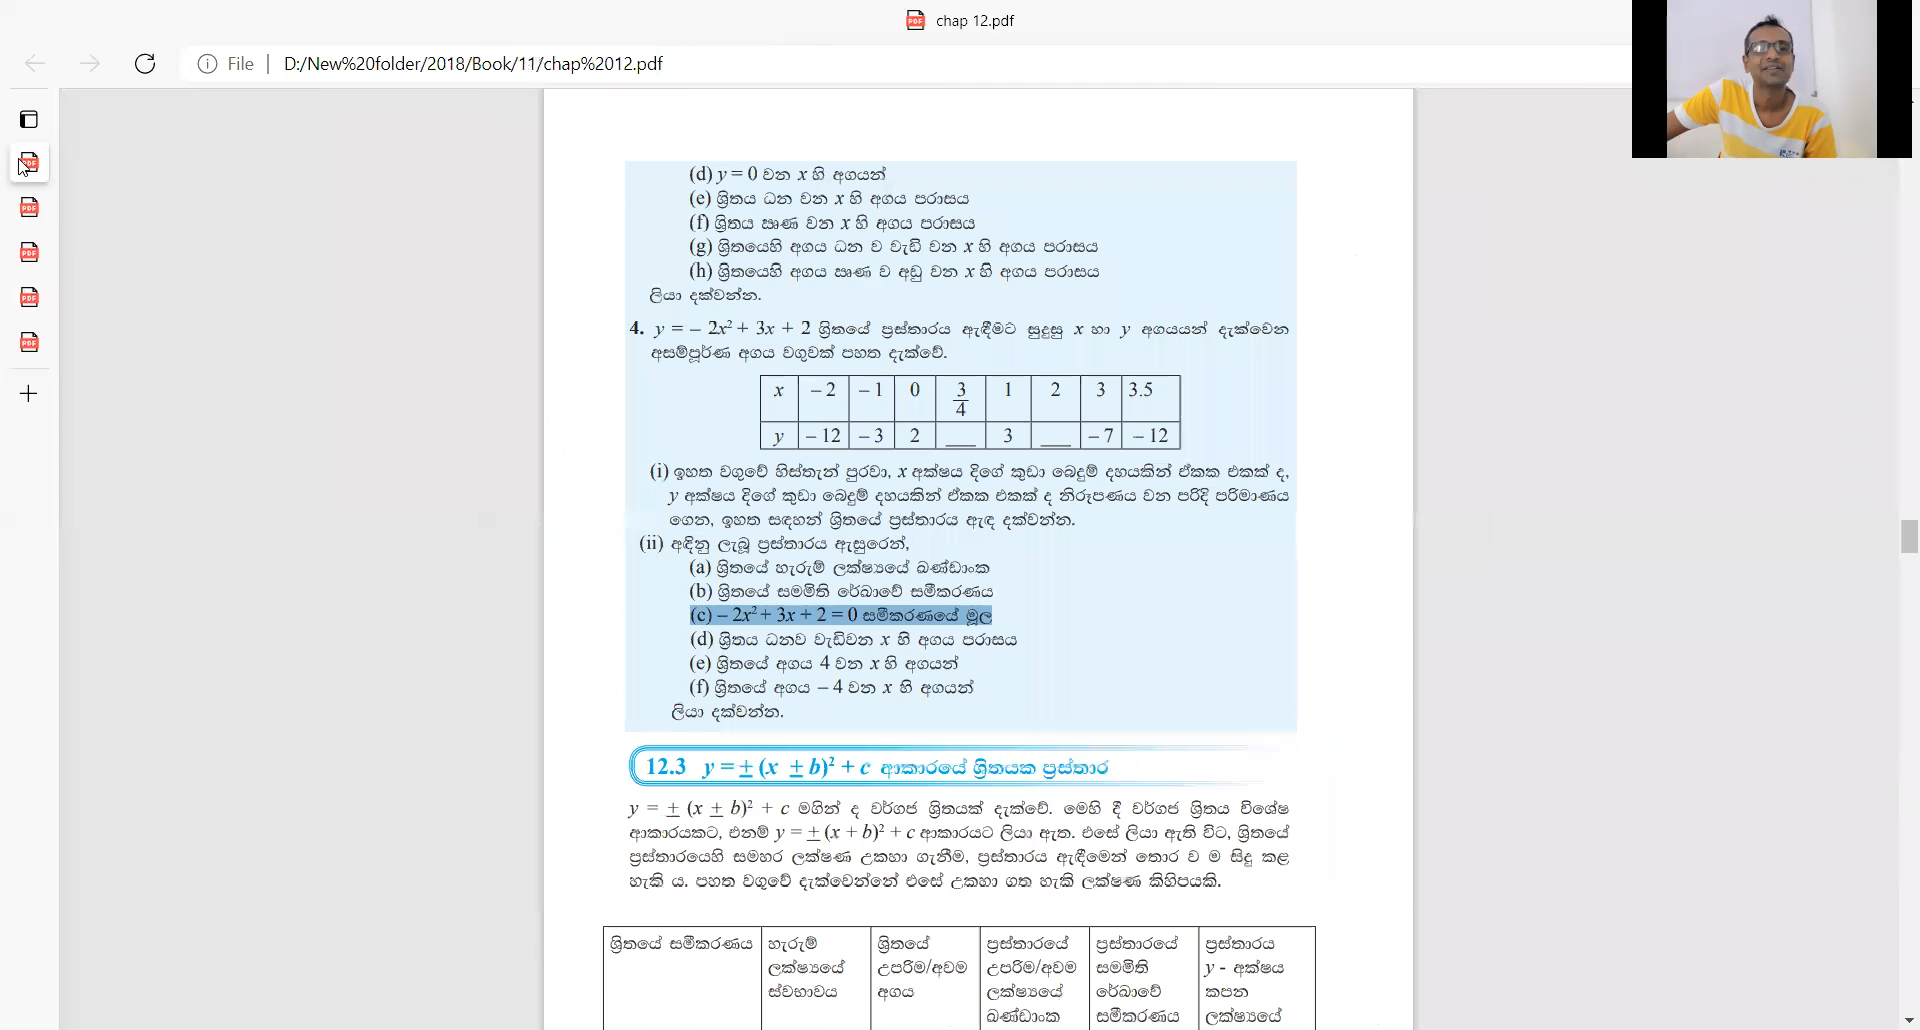 chap 12.pdf
File | D:/New%20folder/2018/Book/11/chap%2012.pdf
(d) y = 0 වන x හි අගයන්
(e) ශ්‍රිතය ධන වන x හි අගය පරාසය
(f) ශ්‍රිතය ඍණ වන x හි අගය පරාසය
(g) ශ්‍රිතයෙහි අගය ධන ව වැඩි වන x හි අගය පරාසය
(h) ශ්‍රිතයෙහි අගය ඍණ ව අඩු වන x හි අගය පරාසය
ලියා දක්වන්න.
4. y = – 2x² + 3x + 2 ශ්‍රිතයේ ප්‍රස්තාරය ඇඳීමට සුදුසු x හා y අගයයන් දැක්වෙන
අසම්පූර්ණ අගය වගුවක් පහත දැක්වේ.
x – 2 – 1 0 3/4 1 2 3 3.5
y – 12 – 3 2 ___ 3 ___ – 7 – 12
(i) ඉහත වගුවේ හිස්තැන් පුරවා, x අක්ෂය දිගේ කුඩා බෙදුම් දහයකින් ඒකක එකක් ද,
y අක්ෂය දිගේ කුඩා බෙදුම් දහයකින් ඒකක එකක් ද නිරූපණය වන පරිදි පරිමාණය
ගෙන, ඉහත සඳහන් ශ්‍රිතයේ ප්‍රස්තාරය ඇඳ දක්වන්න.
(ii) අඳිනු ලැබූ ප්‍රස්තාරය ඇසුරෙන්,
(a) ශ්‍රිතයේ හැරුම් ලක්ෂ්‍යයේ ඛණ්ඩාංක
(b) ශ්‍රිතයේ සමමිති රේඛාවේ සමීකරණය
(c) – 2x² + 3x + 2 = 0 සමීකරණයේ මූල
(d) ශ්‍රිතය ධනව වැඩිවන x හි අගය පරාසය
(e) ශ්‍රිතයේ අගය 4 වන x හි අගයන්
(f) ශ්‍රිතයේ අගය – 4 වන x හි අගයන්
ලියා දක්වන්න.
12.3 y = ± (x ± b)² + c ආකාරයේ ශ්‍රිතයක ප්‍රස්තාර
y = ± (x ± b)² + c මගින් ද වර්ගජ ශ්‍රිතයක් දැක්වේ. මෙහි දී වර්ගජ ශ්‍රිතය විශේෂ
ආකාරයකට, එනම් y = ± (x + b)² + c ආකාරයට ලියා ඇත. එසේ ලියා ඇති විට, ශ්‍රිතයේ
ප්‍රස්තාරයෙහි සමහර ලක්ෂණ උකහා ගැනීම, ප්‍රස්තාරය ඇඳීමෙන් තොර ව ම සිදු කළ
හැකි ය. පහත වගුවේ දැක්වෙන්නේ එසේ උකහා ගත හැකි ලක්ෂණ කිහිපයකි.
ශ්‍රිතයේ සමීකරණය හැරුම් ශ්‍රිතයේ ප්‍රස්තාරයේ ප්‍රස්තාරයේ ප්‍රස්තාරය
ලක්ෂ්‍යයේ උපරිම/අවම උපරිම/අවම සමමිති y - අක්ෂය
ස්වභාවය අගය ලක්ෂ්‍යයේ රේඛාවේ කපන
ඛණ්ඩාංක සමීකරණය ලක්ෂ්‍යයේ